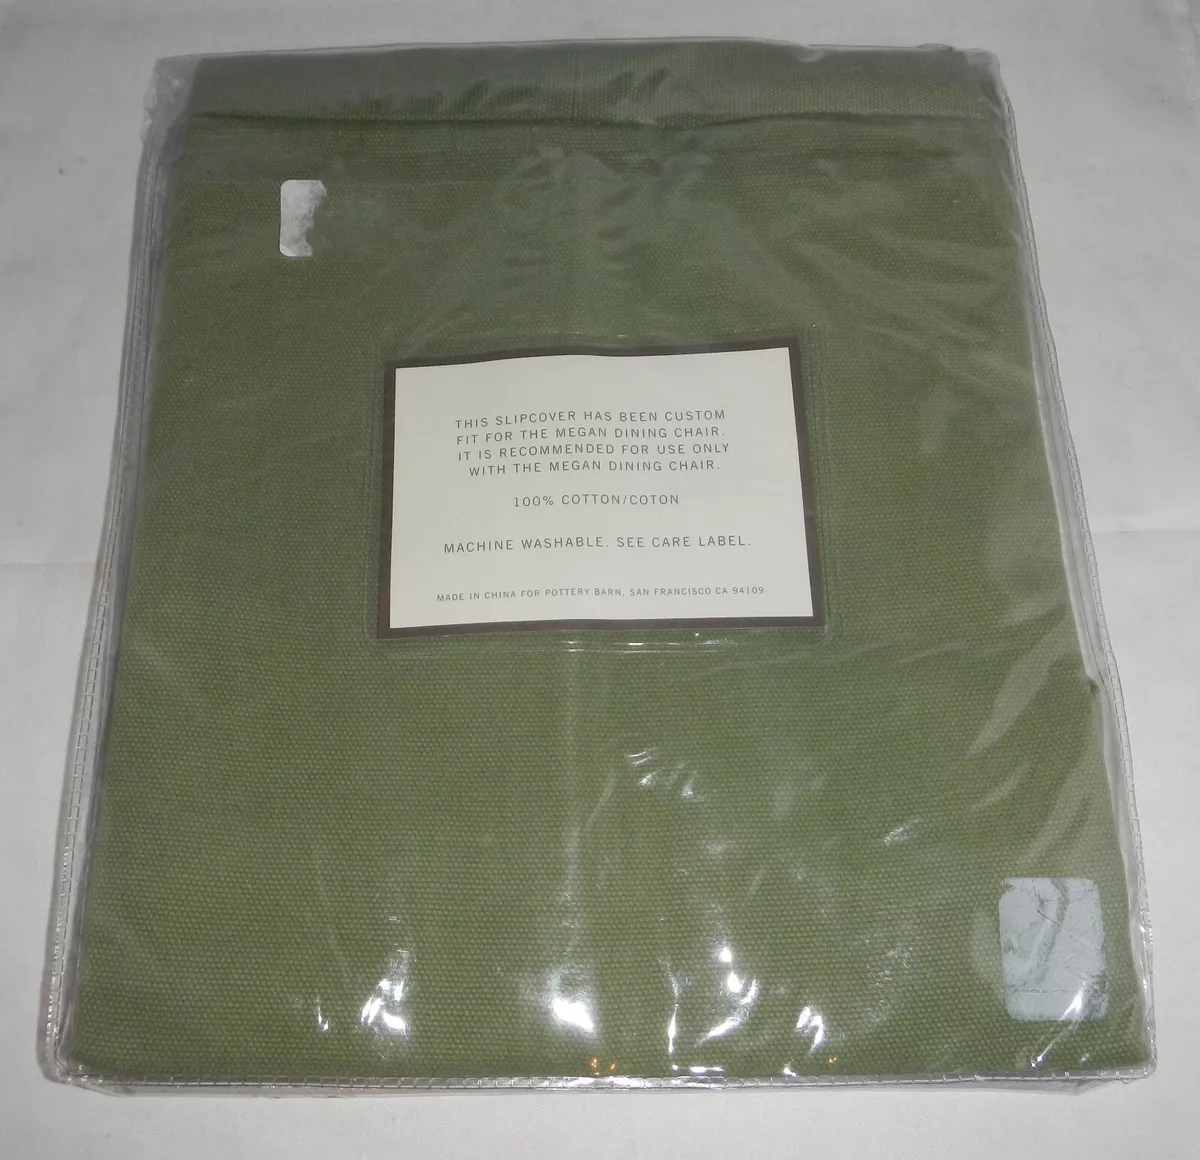 THIS SLIPCOVER HAS BEEN CUSTOM
FIT FOR THE MEGAN DINING CHAIR.
IT IS RECOMMENDED FOR USE ONLY
WITH THE MEGAN DINING CHAIR.
100% COTTON/COTON
MACHINE WASHABLE. SEE CARE LABEL.
MADE IN CHINA FOR POTTERY BARN, SAN FRANCISCO CA 94109